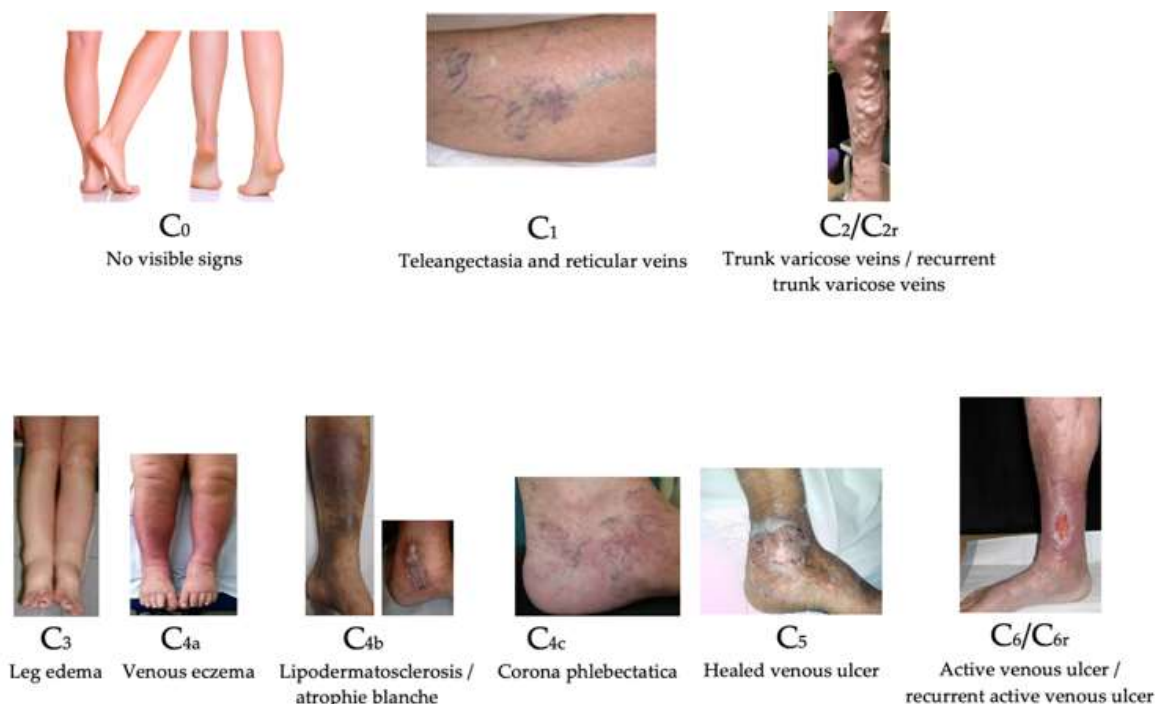 C0
No visible signs
C1
Teleangectasia and reticular veins
C2/C2r
Trunk varicose veins / recurrent
trunk varicose veins
C3
Leg edema
C4a
Venous eczema
C4b
Lipodermatosclerosis /
atrophie blanche
C4c
Corona phlebectatica
C5
Healed venous ulcer
C6/C6r
Active venous ulcer /
recurrent active venous ulcer